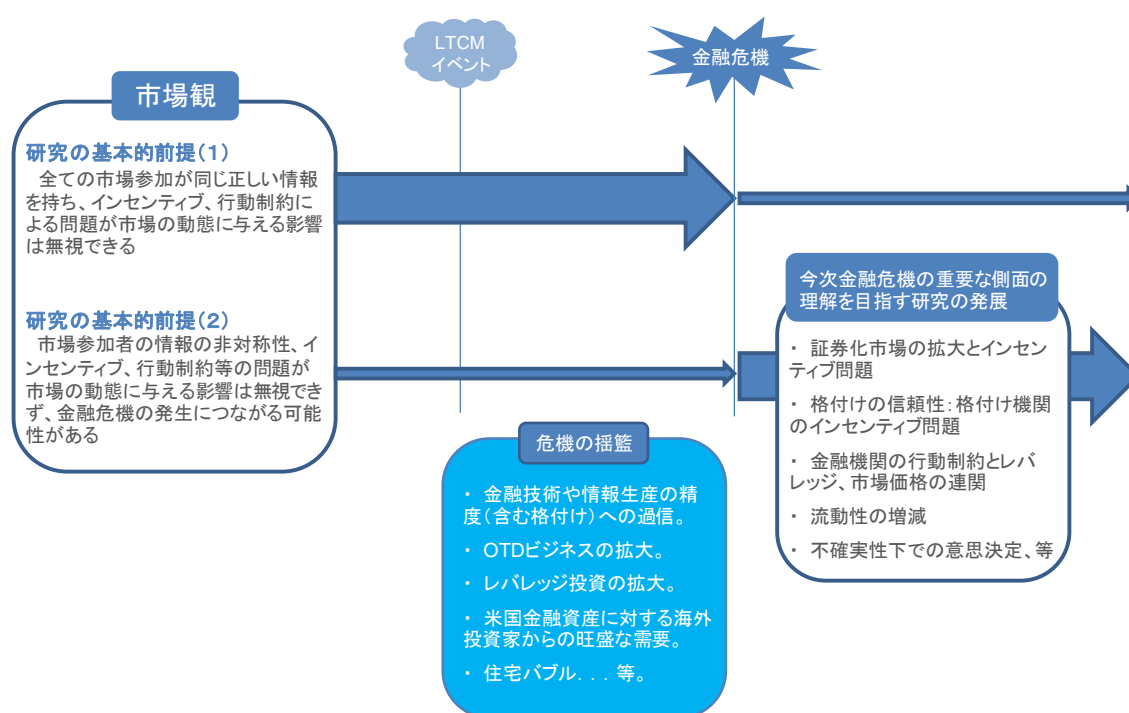 LTCM
イベント
金融危機
市場観
研究の基本的前提(1)
全ての市場参加が同じ正しい情報
を持ち、インセンティブ、行動制約に
よる問題が市場の動態に与える影響
は無視できる
研究の基本的前提(2)
市場参加者の情報の非対称性、イ
ンセンティブ、行動制約等の問題が
市場の動態に与える影響は無視でき
ず、金融危機の発生につながる可能
性がある
今次金融危機の重要な側面の
理解を目指す研究の発展
・ 証券化市場の拡大とインセン
ティブ問題
・ 格付けの信頼性：格付け機関
のインセンティブ問題
・ 金融機関の行動制約とレバ
レッジ、市場価格の連関
・ 流動性の増減
・ 不確実性下での意思決定、等
危機の揺籃
・ 金融技術や情報生産の精
度(含む格付け)への過信。
・ OTDビジネスの拡大。
・ レバレッジ投資の拡大。
・ 米国金融資産に対する海外
投資家からの旺盛な需要。
・ 住宅バブル...等。